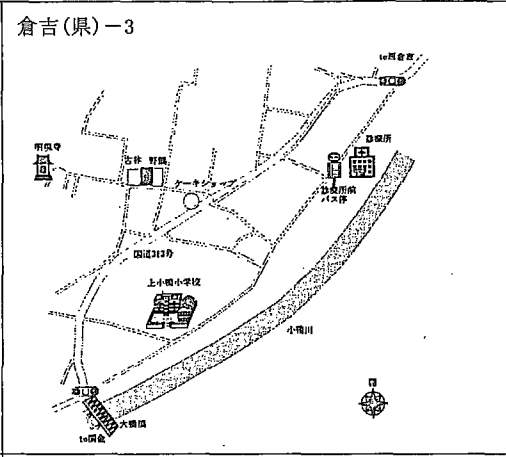 倉吉(県)－3
to西倉吉
診療所
明現寺
吉林 野鶴
ケーキショップ
診療所前
バス停
国道313号
上小鴨小学校
小鴨川
大鴨橋
to関金